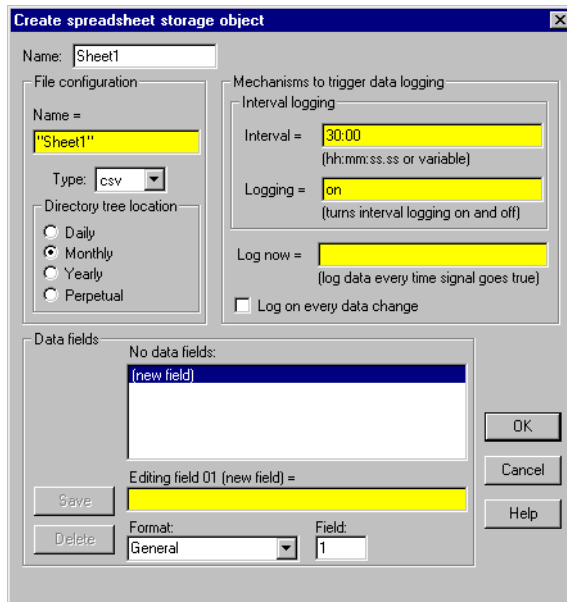 Create spreadsheet storage object
Name: Sheet1
File configuration
Name =
"Sheet1"
Type: csv
Directory tree location
Daily
Monthly
Yearly
Perpetual
Mechanisms to trigger data logging
Interval logging
Interval = 30:00
(hh:mm:ss.ss or variable)
Logging = on
(turns interval logging on and off)
Log now =
(log data every time signal goes true)
Log on every data change
Data fields
No data fields:
(new field)
Editing field 01 (new field) =
Save
Delete
Format:
General
Field:
1
OK
Cancel
Help